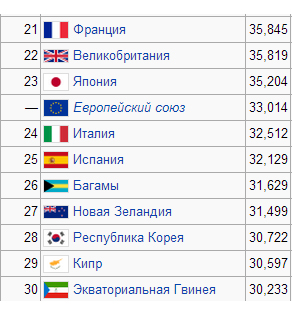 21 Франция 35,845
22 Великобритания 35,819
23 Япония 35,204
— Европейский союз 33,014
24 Италия 32,512
25 Испания 32,129
26 Багамы 31,629
27 Новая Зеландия 31,499
28 Республика Корея 30,722
29 Кипр 30,597
30 Экваториальная Гвинея 30,233